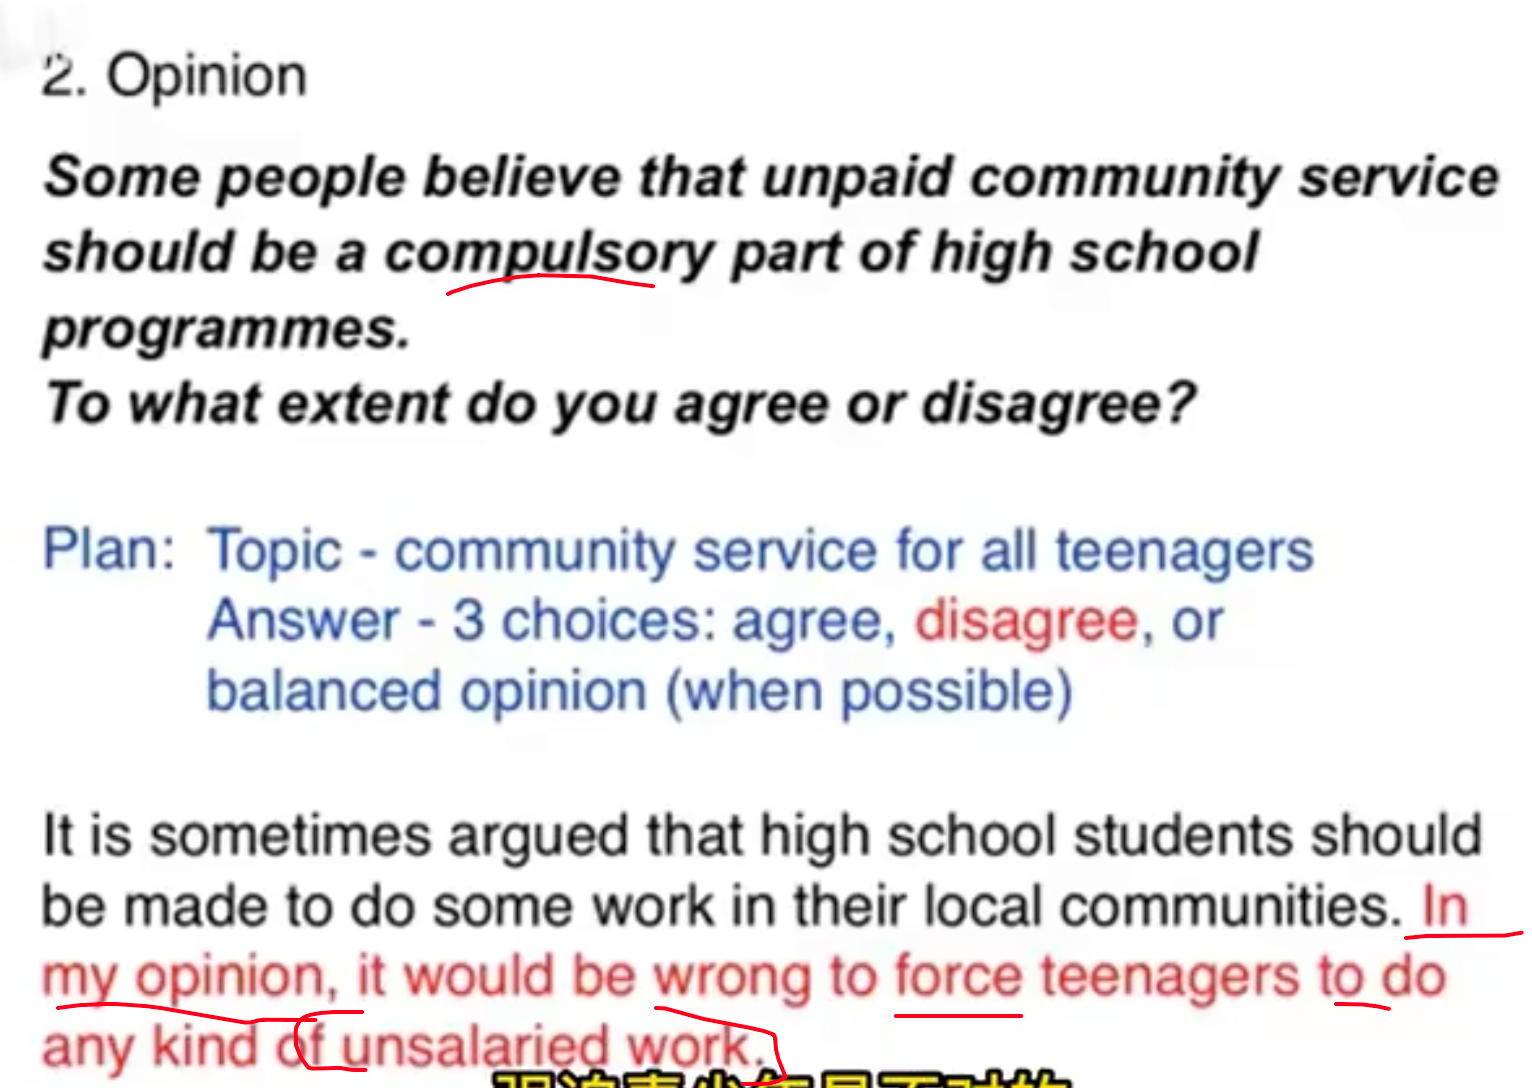 2. Opinion
Some people believe that unpaid community service
should be a compulsory part of high school
programmes.
To what extent do you agree or disagree?
Plan: Topic - community service for all teenagers
Answer - 3 choices: agree, disagree, or
balanced opinion (when possible)
It is sometimes argued that high school students should
be made to do some work in their local communities. In
my opinion, it would be wrong to force teenagers to do
any kind of unsalaried work.